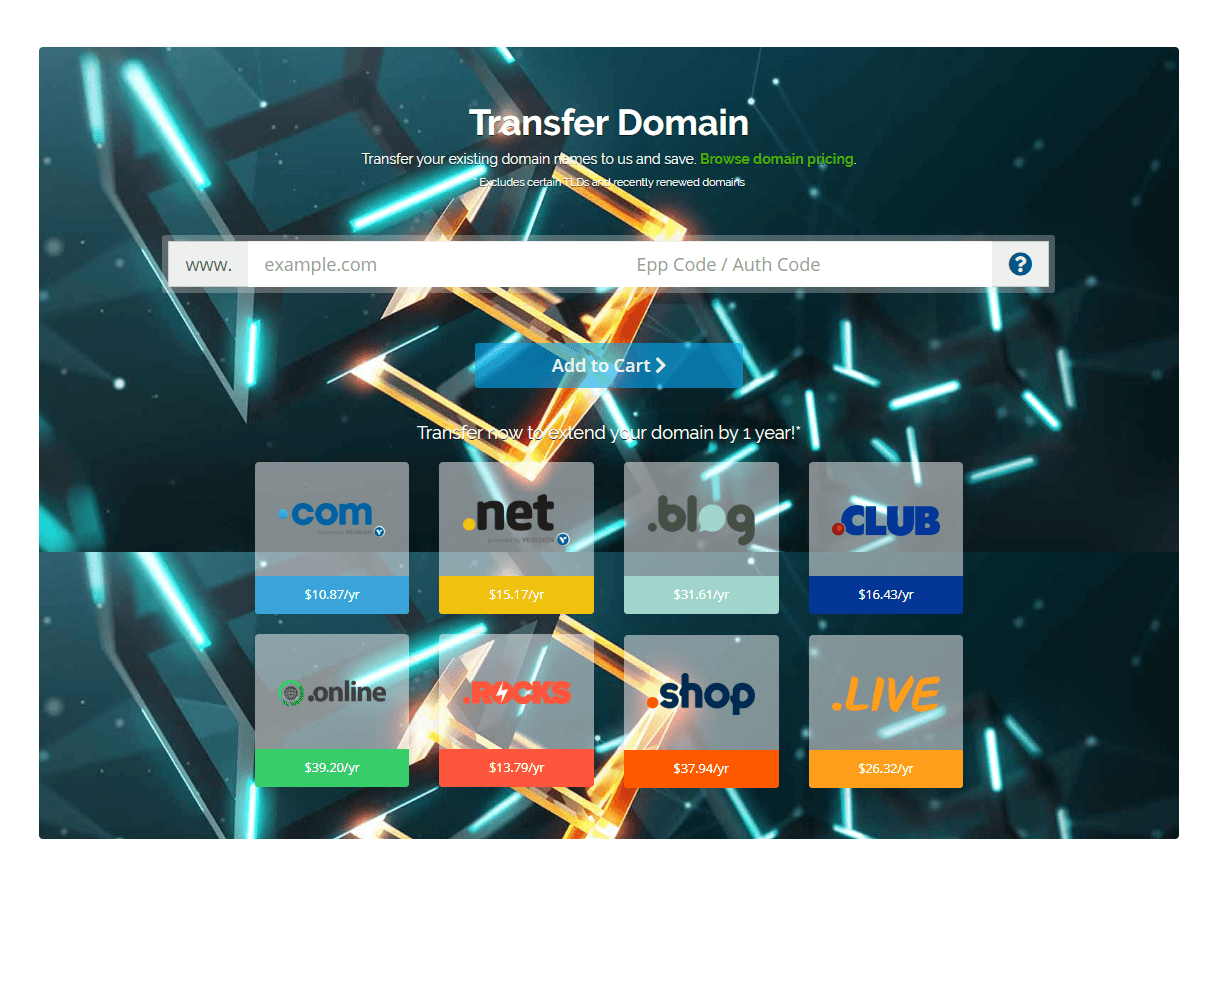 Transfer Domain
Transfer your existing domain names to us and save. Browse domain pricing.
* Excludes certain TLDs and recently renewed domains
www. example.com Epp Code / Auth Code ?
Add to Cart
Transfer now to extend your domain by 1 year!*
.com .net .blog .CLUB
powered by VERISIGN powered by VERISIGN
$10.87/yr $15.17/yr $31.61/yr $16.43/yr
.online .ROCKS .shop .LIVE
$39.20/yr $13.79/yr $37.94/yr $26.32/yr